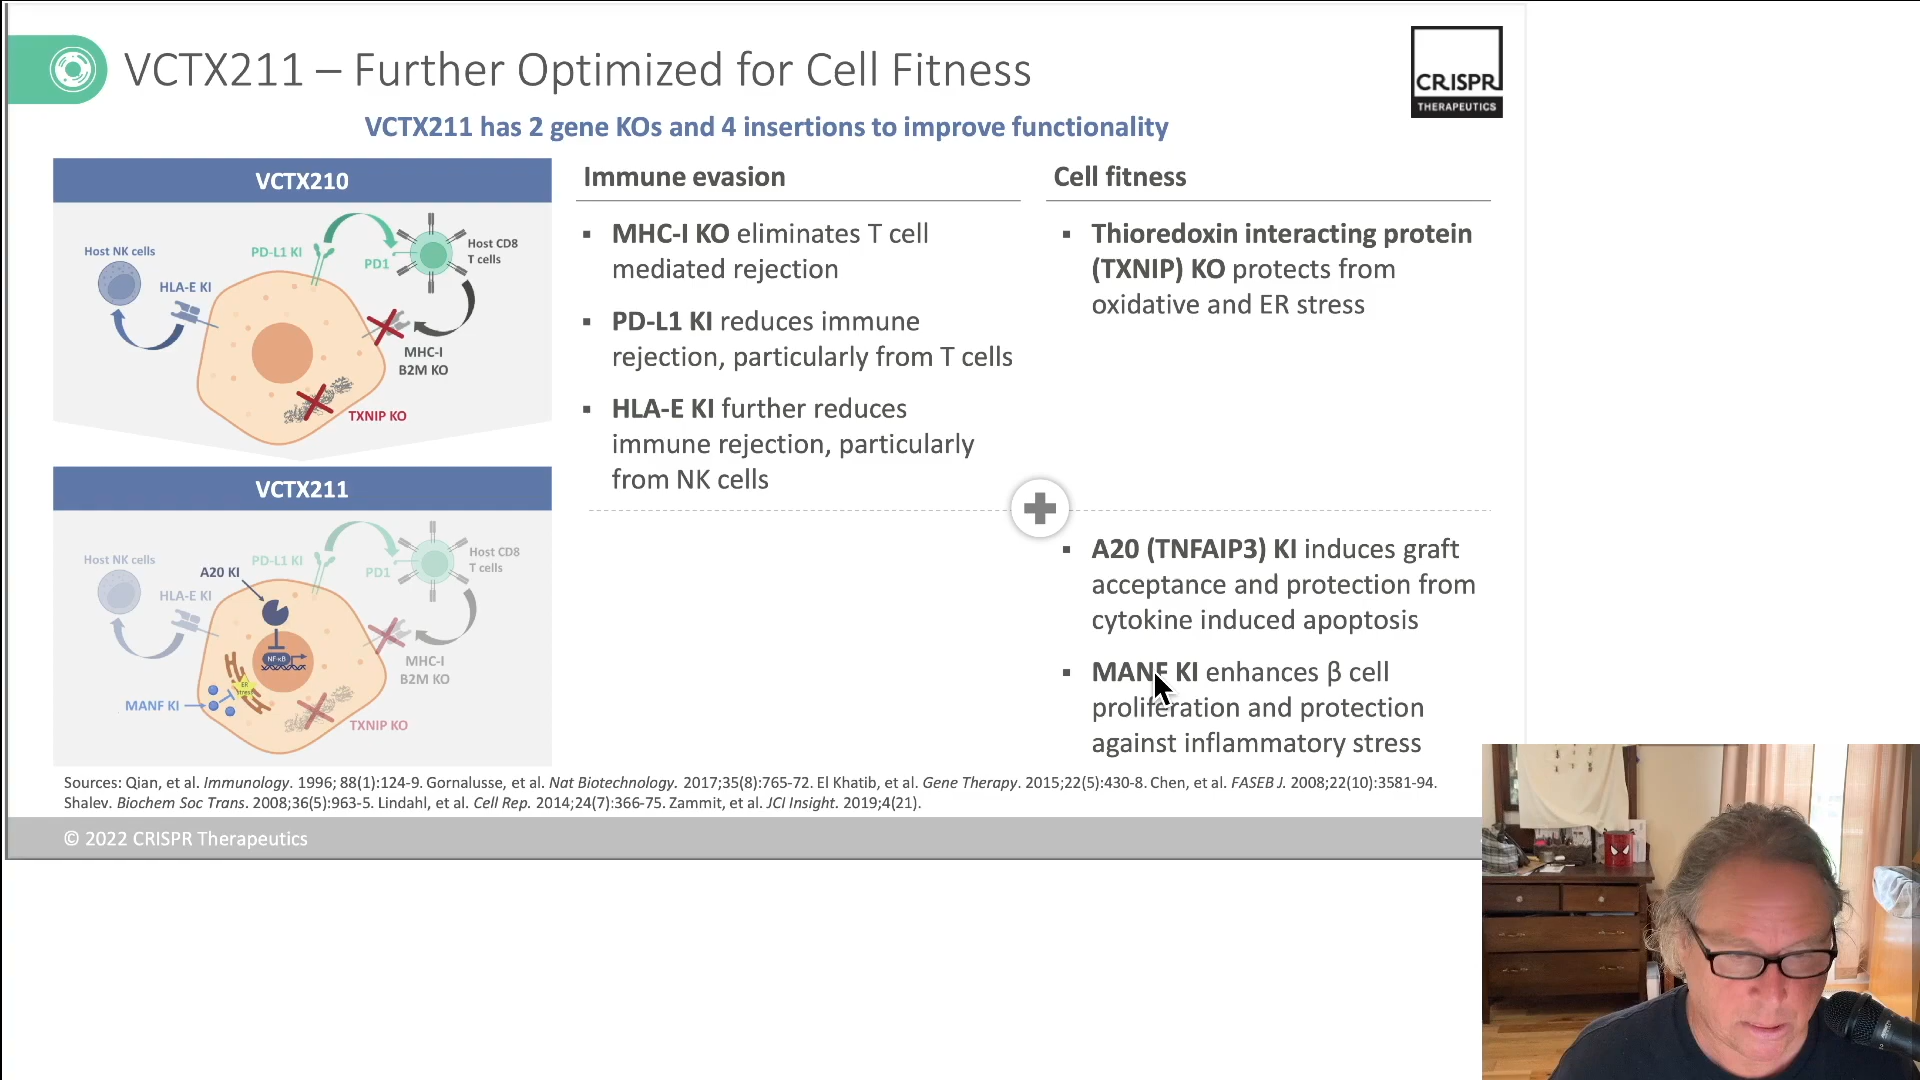 VCTX211 – Further Optimized for Cell Fitness
CRISPR
THERAPEUTICS
VCTX211 has 2 gene KOs and 4 insertions to improve functionality
VCTX210
Host NK cells
HLA-E KI
PD-L1 KI
PD1
Host CD8
T cells
MHC-I
B2M KO
TXNIP KO
VCTX211
Host NK cells
A20 KI
HLA-E KI
PD-L1 KI
PD1
Host CD8
T cells
NF-κB
ER
stress
MANF KI
MHC-I
B2M KO
TXNIP KO
Immune evasion
▪ MHC-I KO eliminates T cell
mediated rejection
▪ PD-L1 KI reduces immune
rejection, particularly from T cells
▪ HLA-E KI further reduces
immune rejection, particularly
from NK cells
Cell fitness
▪ Thioredoxin interacting protein
(TXNIP) KO protects from
oxidative and ER stress
▪ A20 (TNFAIP3) KI induces graft
acceptance and protection from
cytokine induced apoptosis
▪ MANF KI enhances β cell
proliferation and protection
against inflammatory stress
Sources: Qian, et al. Immunology. 1996; 88(1):124-9. Gornalusse, et al. Nat Biotechnology. 2017;35(8):765-72. El Khatib, et al. Gene Therapy. 2015;22(5):430-8. Chen, et al. FASEB J. 2008;22(10):3581-94.
Shalev. Biochem Soc Trans. 2008;36(5):963-5. Lindahl, et al. Cell Rep. 2014;24(7):366-75. Zammit, et al. JCI Insight. 2019;4(21).
© 2022 CRISPR Therapeutics